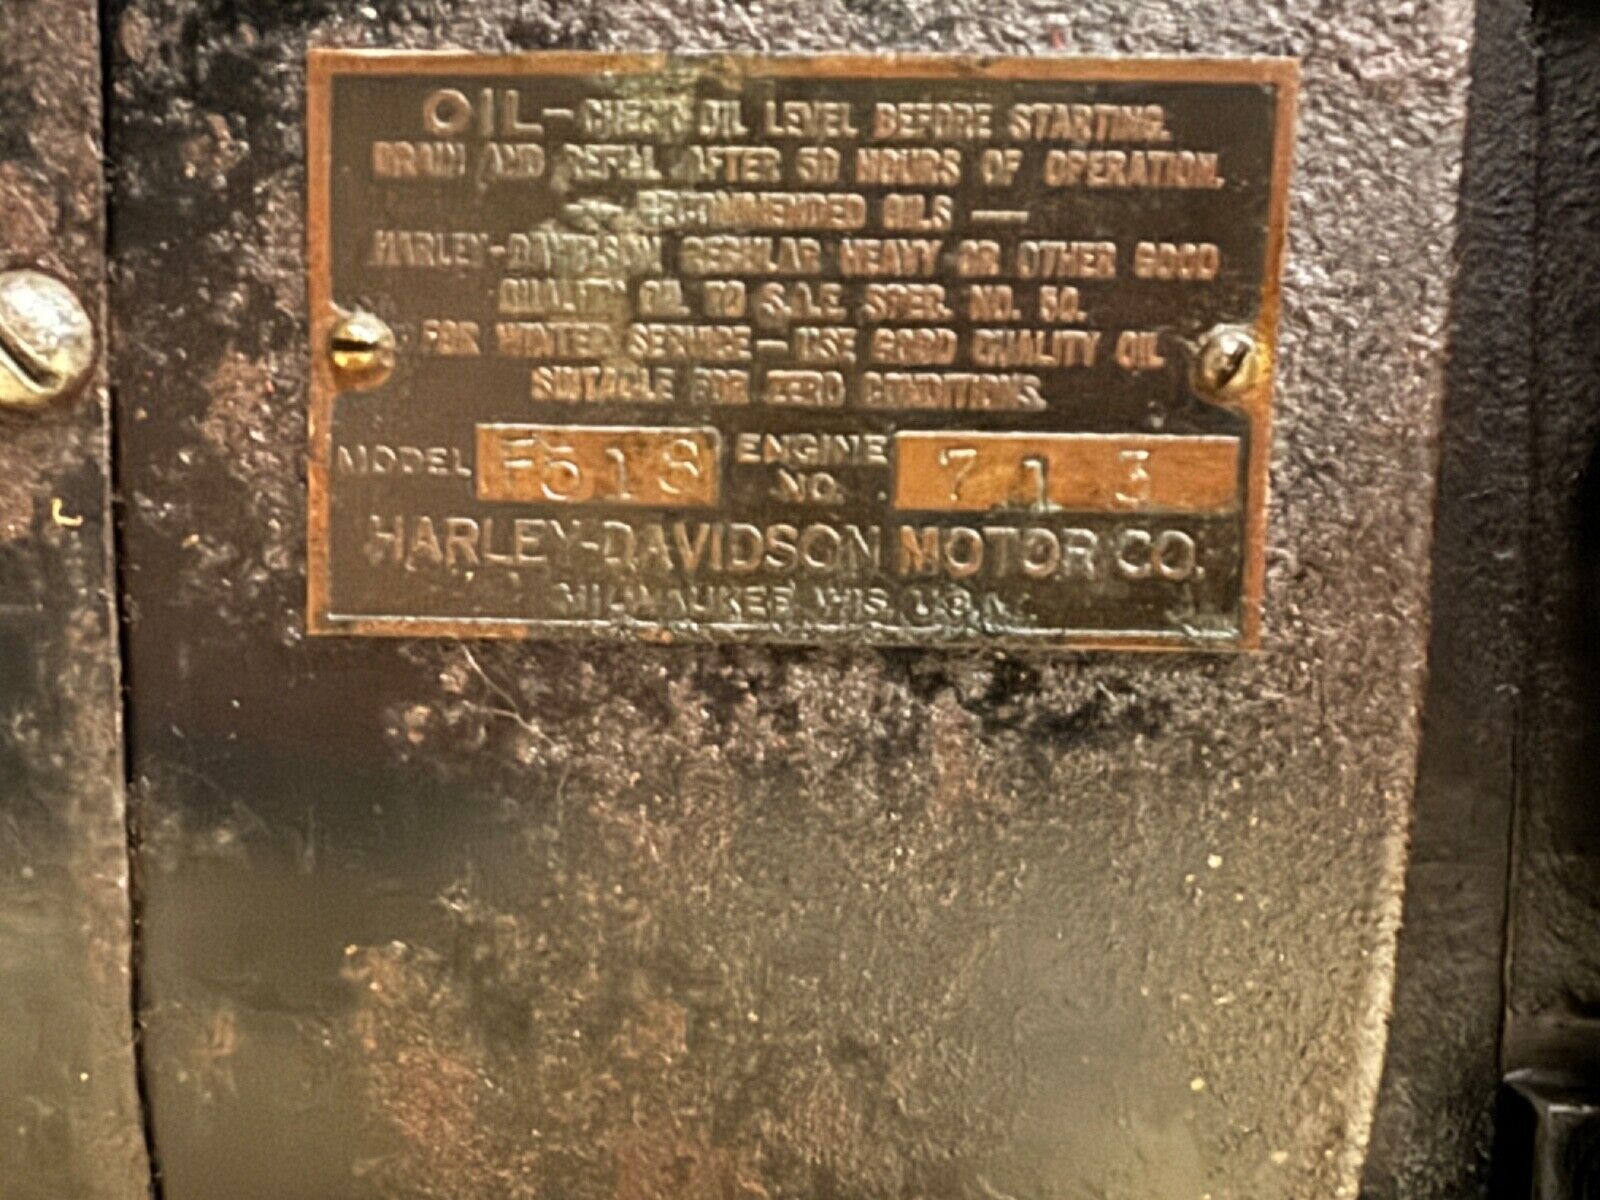 OIL - CHECK OIL LEVEL BEFORE STARTING.
DRAIN AND REFILL AFTER 50 HOURS OF OPERATION.
— RECOMMENDED OILS —
HARLEY-DAVIDSON REGULAR HEAVY OR OTHER GOOD
QUALITY OIL TO S.A.E. SPER. NO. 50.
FOR WINTER SERVICE — USE GOOD QUALITY OIL
SUITABLE FOR ZERO CONDITIONS.
MODEL F518 ENGINE NO. 713
HARLEY-DAVIDSON MOTOR CO.
MILWAUKEE, WIS. U.S.A.